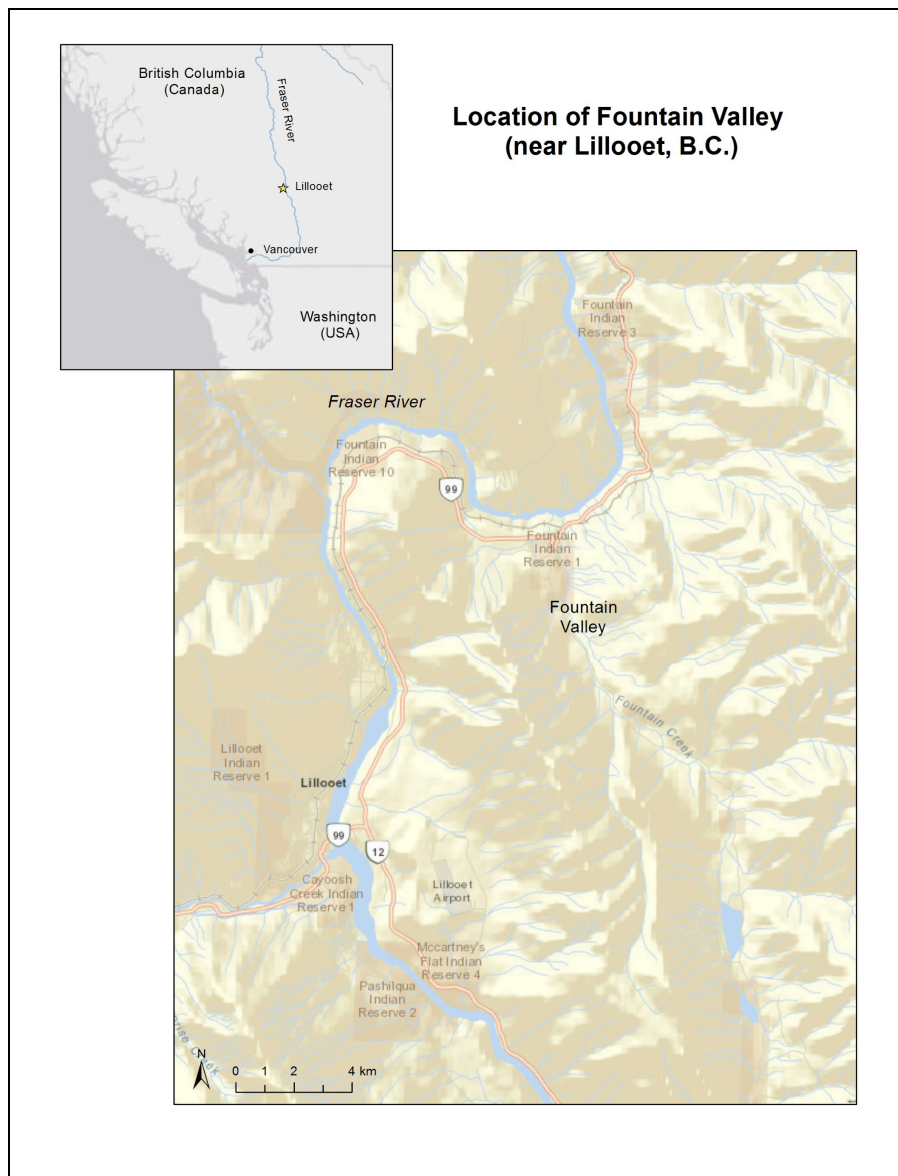 British Columbia
(Canada)
Fraser River
Lillooet
Vancouver
Washington
(USA)
Location of Fountain Valley
(near Lillooet, B.C.)
Fountain
Indian
Reserve 3
Fraser River
Fountain
Indian
Reserve 10
99
Fountain
Indian
Reserve 1
Fountain
Valley
Fountain Creek
Lillooet
Indian
Reserve 1
Lillooet
99
12
Cayoosh
Creek Indian
Reserve 1
Lillooet
Airport
Mccartney's
Flat Indian
Reserve 4
Pashilqua
Indian
Reserve 2
Creek
N
0 1 2 4 km